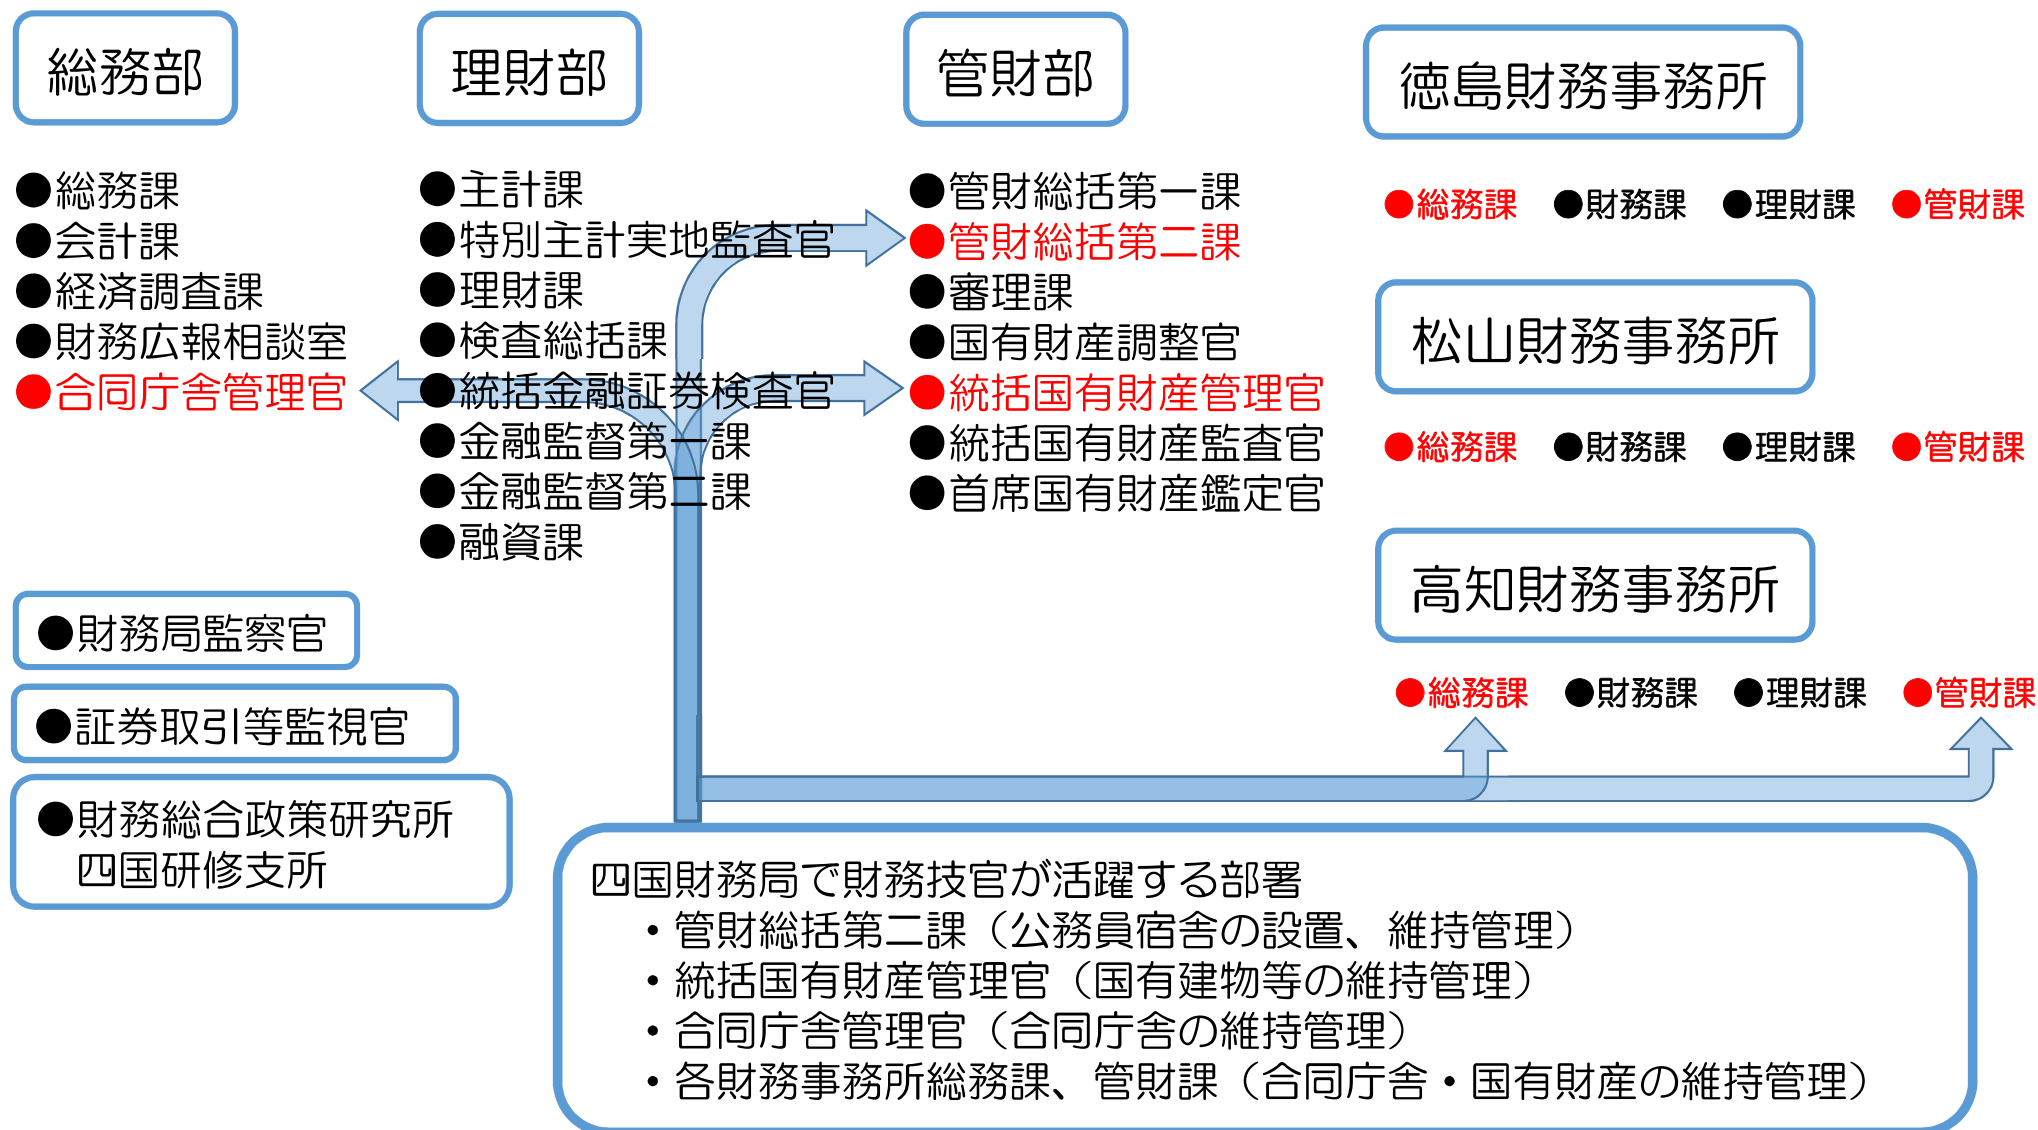 総務部
●総務課
●会計課
●経済調査課
●財務広報相談室
●合同庁舎管理官
理財部
●主計課
●特別主計実地監査官
●理財課
●検査総括課
●統括金融証券検査官
●金融監督第一課
●金融監督第二課
●融資課
管財部
●管財総括第一課
●管財総括第二課
●審理課
●国有財産調整官
●統括国有財産管理官
●統括国有財産監査官
●首席国有財産鑑定官
徳島財務事務所
●総務課 ●財務課 ●理財課 ●管財課
松山財務事務所
●総務課 ●財務課 ●理財課 ●管財課
高知財務事務所
●総務課 ●財務課 ●理財課 ●管財課
●財務局監察官
●証券取引等監視官
●財務総合政策研究所
四国研修支所
四国財務局で財務技官が活躍する部署
・管財総括第二課（公務員宿舎の設置、維持管理）
・統括国有財産管理官（国有建物等の維持管理）
・合同庁舎管理官（合同庁舎の維持管理）
・各財務事務所総務課、管財課（合同庁舎・国有財産の維持管理）